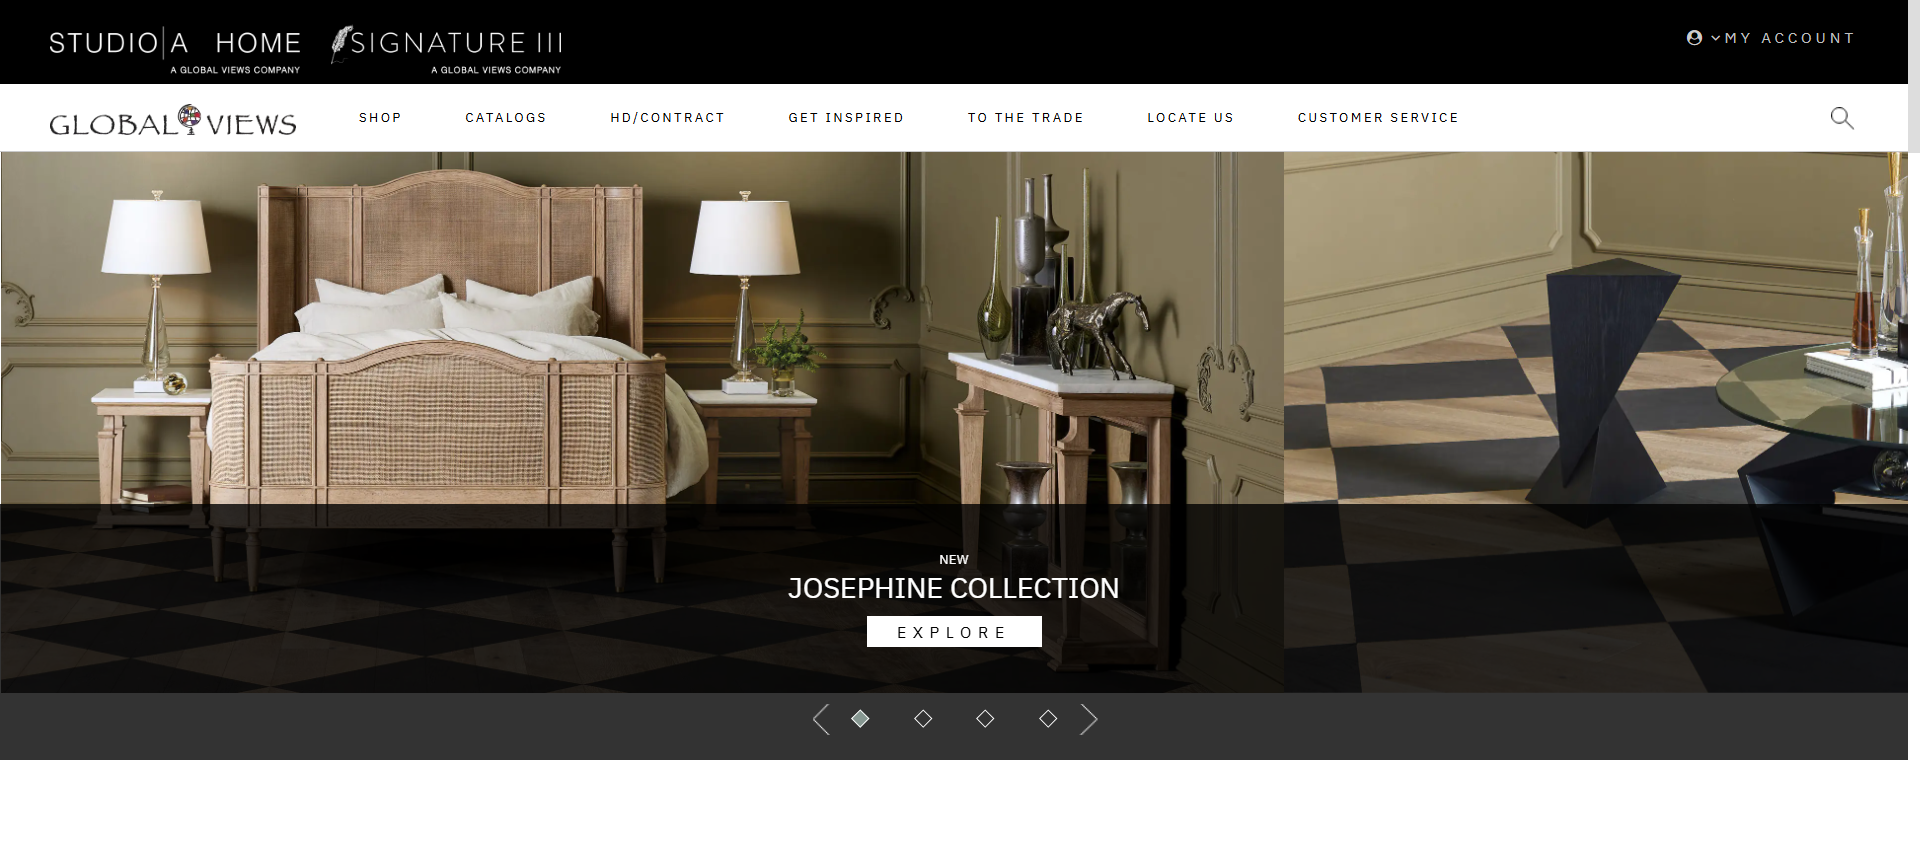 STUDIO|A HOME
A GLOBAL VIEWS COMPANY
SIGNATURE III
A GLOBAL VIEWS COMPANY
MY ACCOUNT
GLOBAL VIEWS
SHOP
CATALOGS
HD/CONTRACT
GET INSPIRED
TO THE TRADE
LOCATE US
CUSTOMER SERVICE
NEW
JOSEPHINE COLLECTION
EXPLORE